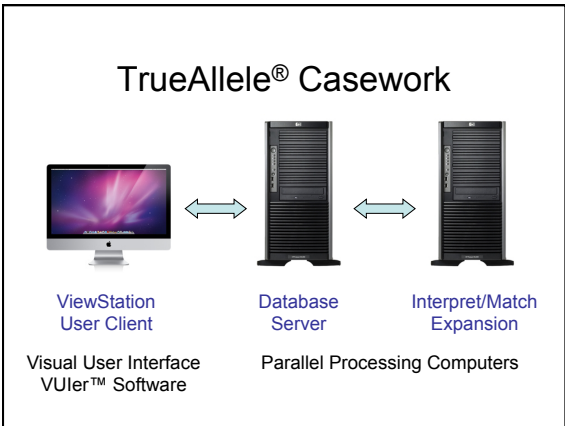 TrueAllele® Casework
ViewStation
User Client
Database
Server
Interpret/Match
Expansion
Visual User Interface
VUIer™ Software
Parallel Processing Computers